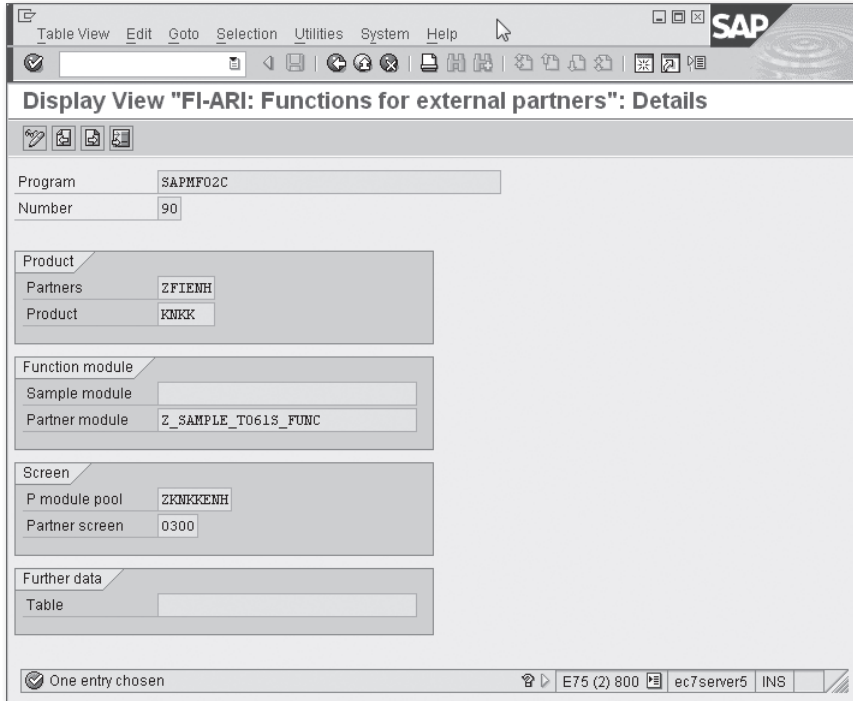 Table View Edit Goto Selection Utilities System Help
SAP
Display View "FI-ARI: Functions for external partners": Details
Program SAPMF02C
Number 90
Product
Partners ZFIENH
Product KNKK
Function module
Sample module
Partner module Z_SAMPLE_T061S_FUNC
Screen
P module pool ZKNKKENH
Partner screen 0300
Further data
Table
One entry chosen E75 (2) 800 ec7server5 INS